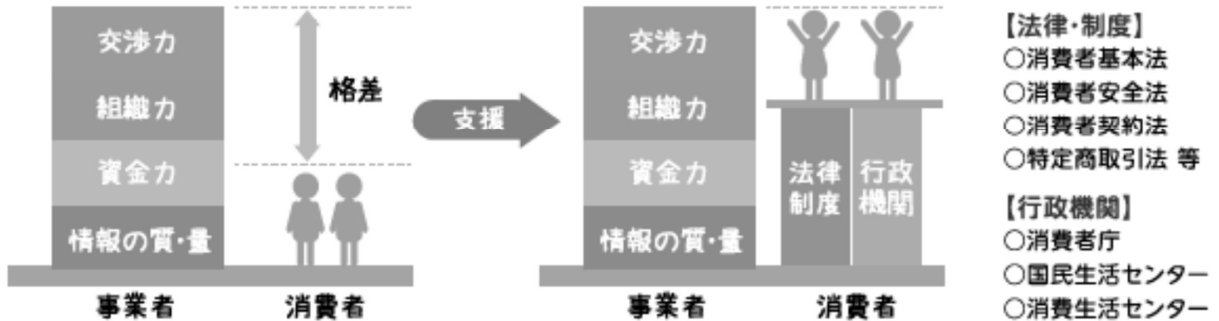 交渉力
組織力
資金力
情報の質・量
格差
事業者
消費者
支援
交渉力
組織力
資金力
情報の質・量
法律
制度
行政
機関
事業者
消費者
【法律・制度】
○消費者基本法
○消費者安全法
○消費者契約法
○特定商取引法 等
【行政機関】
○消費者庁
○国民生活センター
○消費生活センター